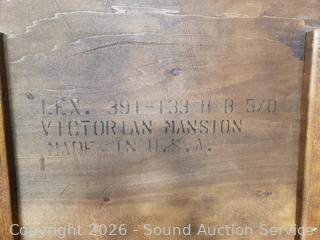 LEX. 391-133 H B 5/0
VICTORIAN MANSION
MADE IN U.S.A.
Copyright 2026 - Sound Auction Service